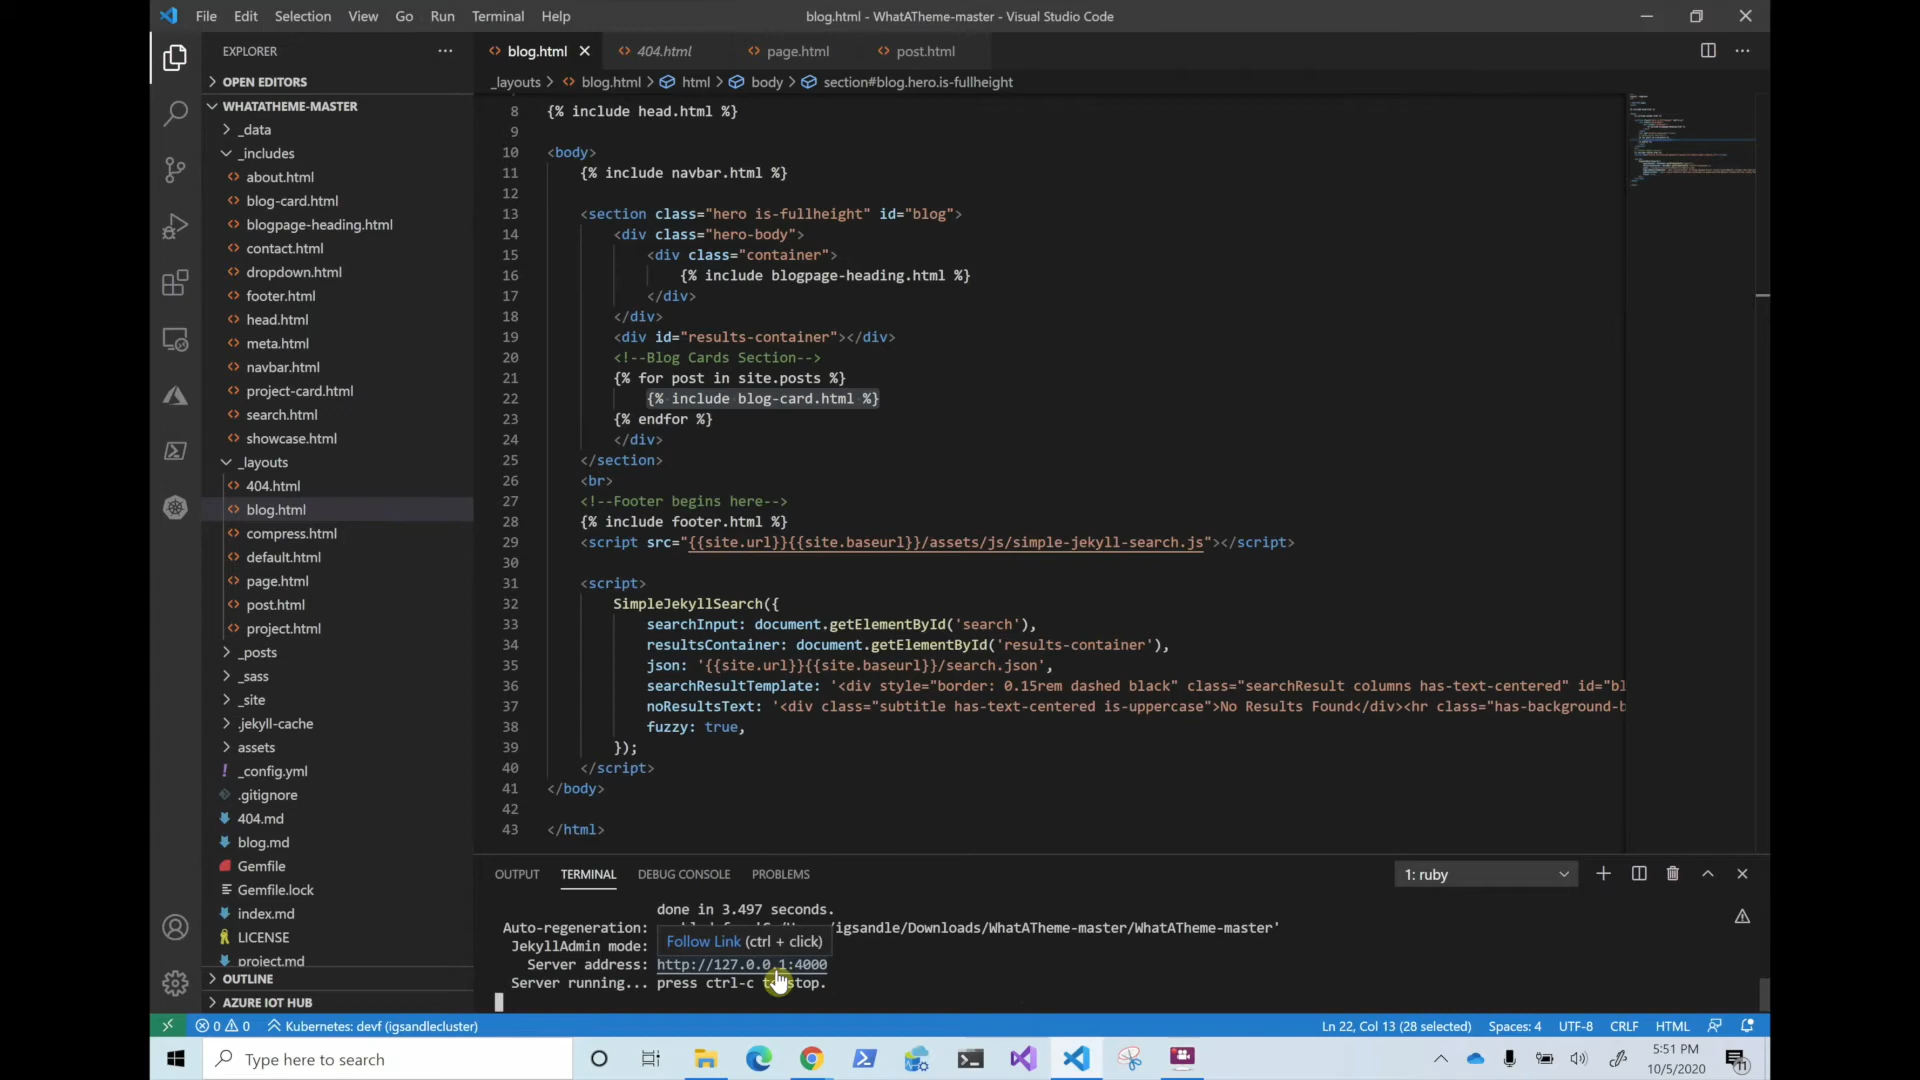 File Edit Selection View Go Run Terminal Help
blog.html - WhatATheme-master - Visual Studio Code
EXPLORER
blog.html 404.html page.html post.html
OPEN EDITORS
_layouts > blog.html > html > body > section#blog.hero.is-fullheight
WHATATHEME-MASTER
_data
_includes
about.html
blog-card.html
blogpage-heading.html
contact.html
dropdown.html
footer.html
head.html
meta.html
navbar.html
project-card.html
search.html
showcase.html
_layouts
404.html
blog.html
compress.html
default.html
page.html
post.html
project.html
_posts
_sass
_site
.jekyll-cache
assets
_config.yml
.gitignore
404.md
blog.md
Gemfile
Gemfile.lock
index.md
LICENSE
project.md
OUTLINE
AZURE IOT HUB
8 {% include head.html %}
9
10 <body>
11 {% include navbar.html %}
12
13 <section class="hero is-fullheight" id="blog">
14 <div class="hero-body">
15 <div class="container">
16 {% include blogpage-heading.html %}
17 </div>
18 </div>
19 <div id="results-container"></div>
20 <!--Blog Cards Section-->
21 {% for post in site.posts %}
22 {% include blog-card.html %}
23 {% endfor %}
24 </div>
25 </section>
26 <br>
27 <!--Footer begins here-->
28 {% include footer.html %}
29 <script src="{{site.url}}{{site.baseurl}}/assets/js/simple-jekyll-search.js"></script>
30
31 <script>
32 SimpleJekyllSearch({
33 searchInput: document.getElementById('search'),
34 resultsContainer: document.getElementById('results-container'),
35 json: '{{site.url}}{{site.baseurl}}/search.json',
36 searchResultTemplate: '<div style="border: 0.15rem dashed black" class="searchResult columns has-text-centered" id="bl
37 noResultsText: '<div class="subtitle has-text-centered is-uppercase">No Results Found</div><hr class="has-background-b
38 fuzzy: true,
39 });
40 </script>
41 </body>
42
43 </html>
OUTPUT TERMINAL DEBUG CONSOLE PROBLEMS
1: ruby
done in 3.497 seconds.
Auto-regeneration: igsandle/Downloads/WhatATheme-master/WhatATheme-master'
JekyllAdmin mode:
Follow Link (ctrl + click)
Server address: http://127.0.0.1:4000
Server running... press ctrl-c to stop.
0 0 Kubernetes: devf (igsandlecluster)
Ln 22, Col 13 (28 selected) Spaces: 4 UTF-8 CRLF HTML
Type here to search
5:51 PM
10/5/2020
11